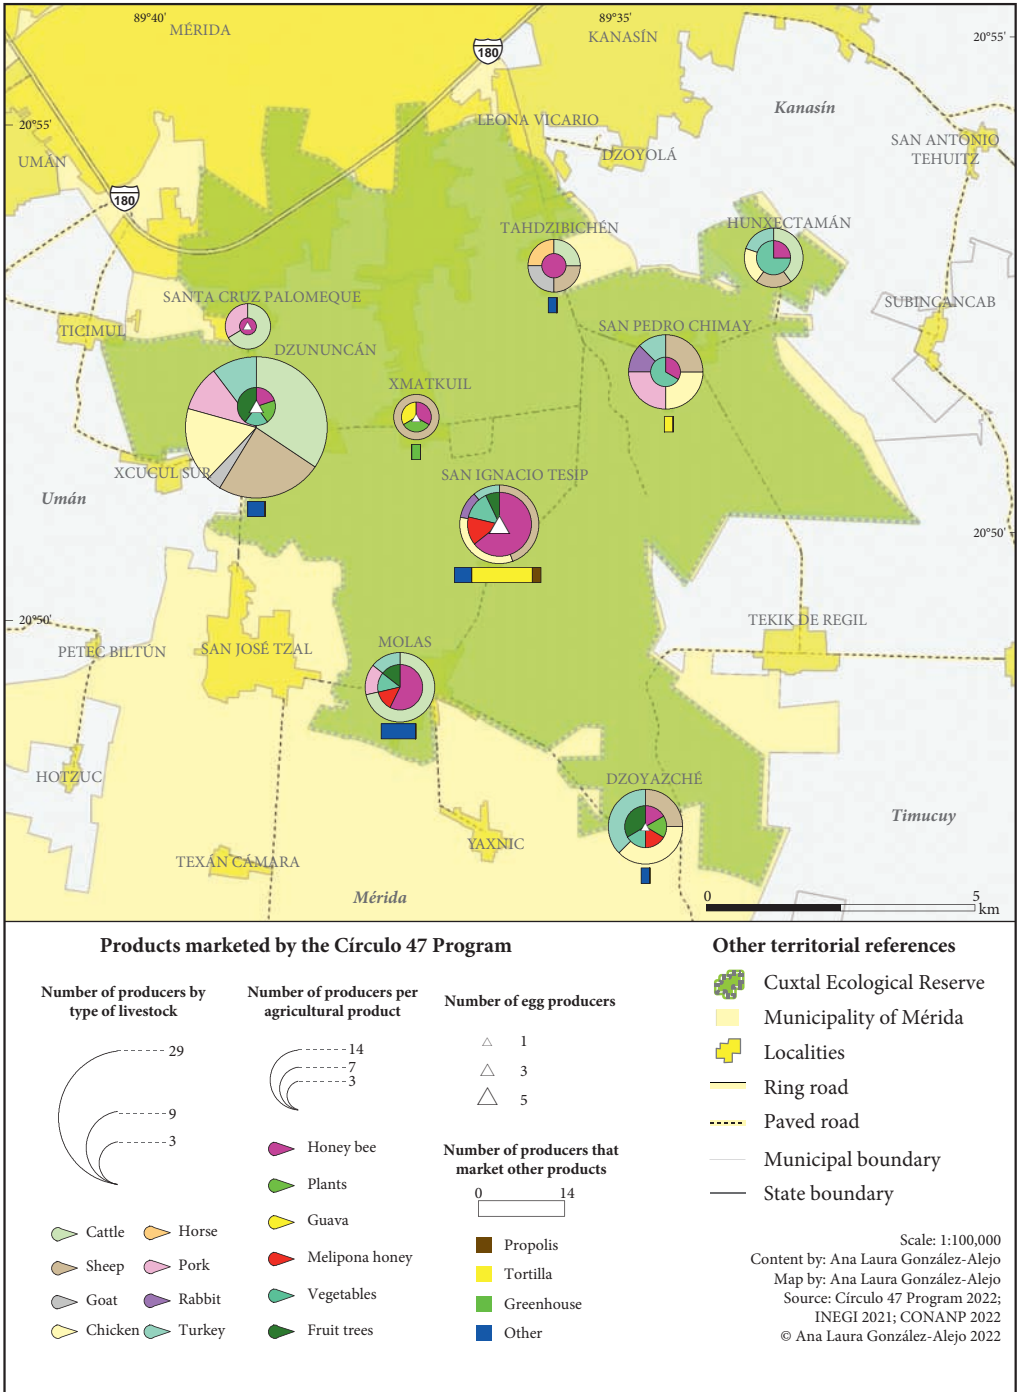 89°40'
89°35'
MÉRIDA
KANASÍN
20°55'
180
Kanasín
LEONA VICARIO
20°55'
SAN ANTONIO
TEHUITZ
DZOYOLÁ
UMÁN
180
TAHDZIBICHÉN
HUNXECTAMÁN
SANTA CRUZ PALOMEQUE
SUBINCANCAB
TICIMUL
SAN PEDRO CHIMAY
DZUNUNCÁN
XMATKUIL
XCUCUL SUR
SAN IGNACIO TESIP
Umán
20°50'
20°50'
TEKIK DE REGIL
PETEC BILTÚN
SAN JOSÉ TZAL
MOLAS
HOTZUC
DZOYAZCHÉ
Timucuy
YAXNIC
TEXÁN CÁMARA
Mérida
0
5
km
Products marketed by the Círculo 47 Program
Number of producers by
type of livestock
29
9
3
Cattle
Horse
Sheep
Pork
Goat
Rabbit
Chicken
Turkey
Number of producers per
agricultural product
14
7
3
Honey bee
Plants
Guava
Melipona honey
Vegetables
Fruit trees
Number of egg producers
1
3
5
Number of producers that
market other products
0
14
Propolis
Tortilla
Greenhouse
Other
Other territorial references
Cuxtal Ecological Reserve
Municipality of Mérida
Localities
Ring road
Paved road
Municipal boundary
State boundary
Scale: 1:100,000
Content by: Ana Laura González-Alejo
Map by: Ana Laura González-Alejo
Source: Círculo 47 Program 2022;
INEGI 2021; CONANP 2022
© Ana Laura González-Alejo 2022